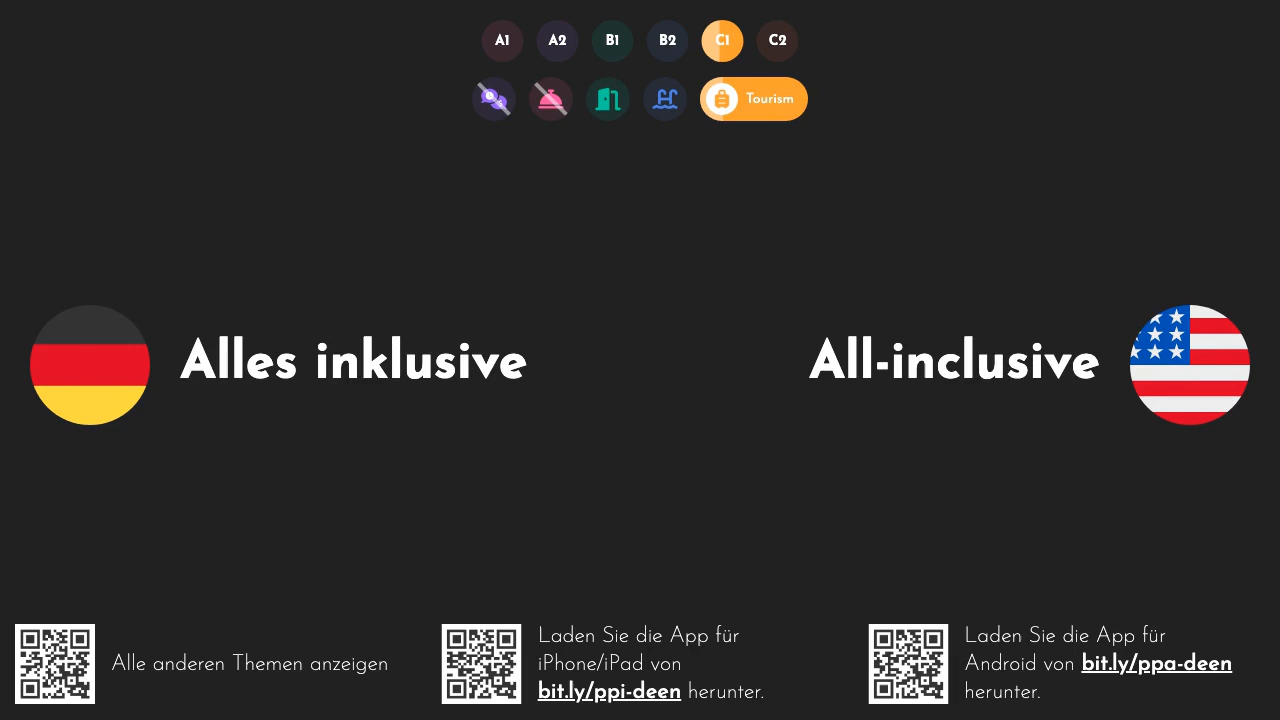 A1 A2 B1 B2 C1 C2
Tourism
Alles inklusive
All-inclusive
Alle anderen Themen anzeigen
Laden Sie die App für
iPhone/iPad von
bit.ly/ppi-deen herunter.
Laden Sie die App für
Android von bit.ly/ppa-deen
herunter.